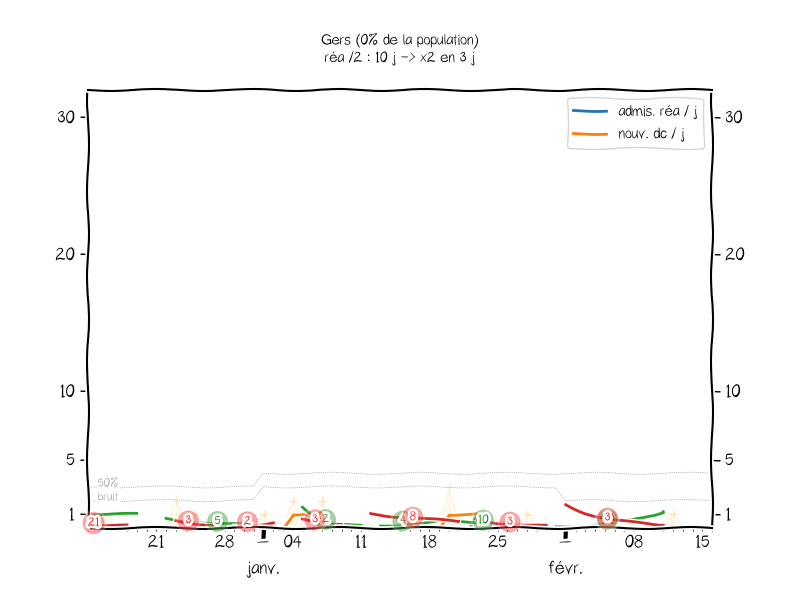 Gers (0% de la population)
réa /2 : 10 j -> x2 en 3 j
admis. réa / j
nouv. dc / j
30 30
20 20
10 10
5 5
50%
bruit
1 1
21 3 5 2 3 2 8 10 3 3
21 28 04 11 18 25 08 15
janv. févr.